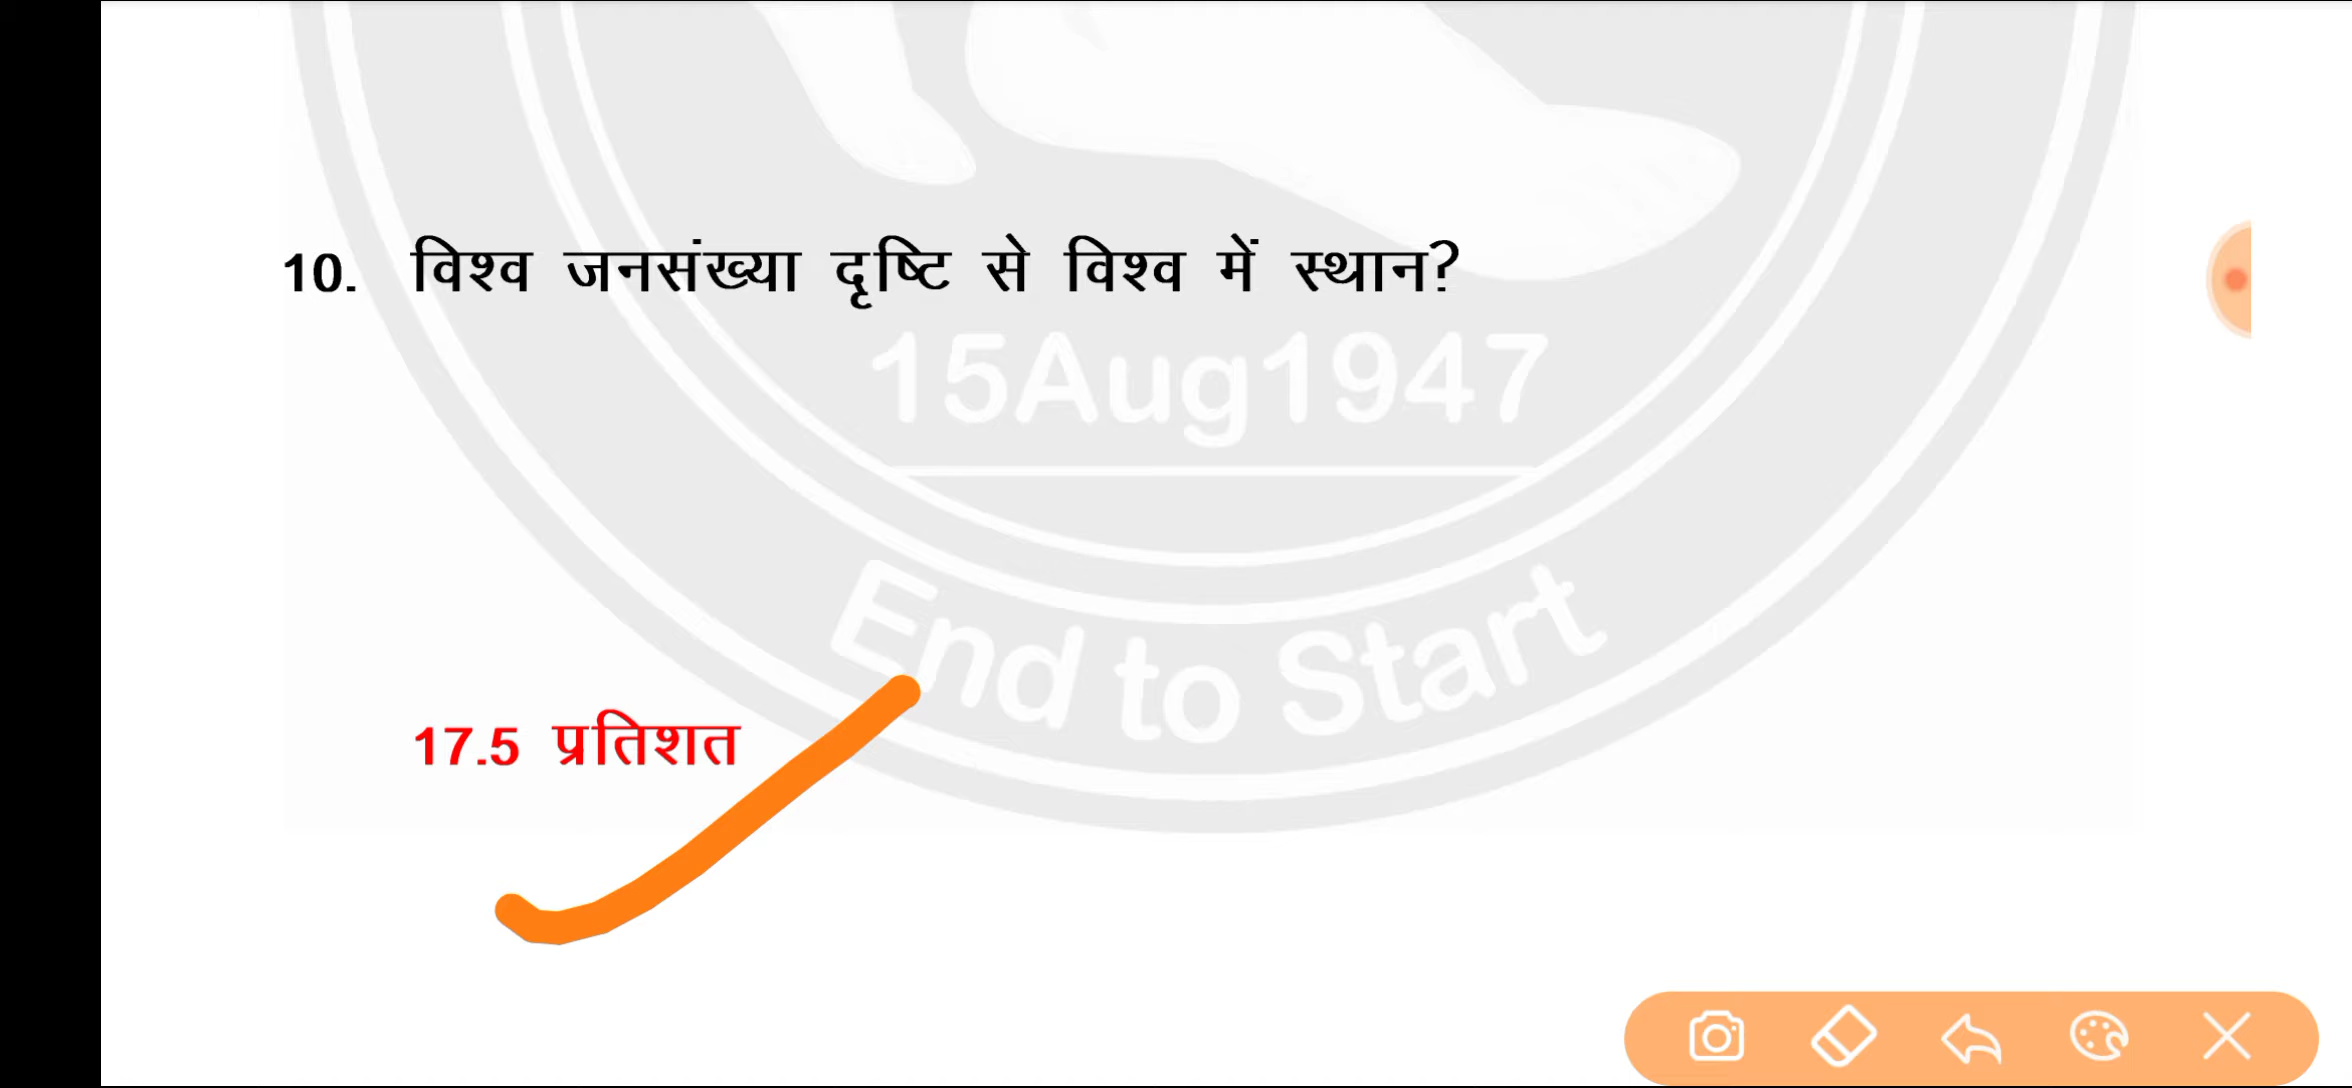 10. विश्व जनसंख्या दृष्टि से विश्व में स्थान?
15Aug1947
End to Start
17.5 प्रतिशत